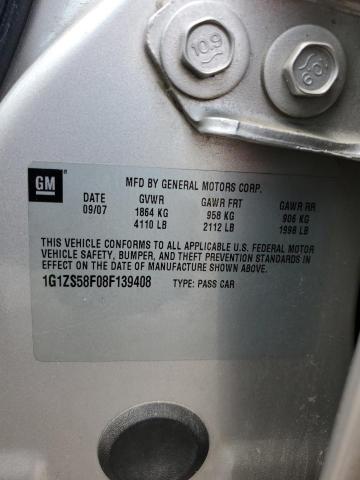 10.9
10.9
GM
MFD BY GENERAL MOTORS CORP.
DATE GVWR GAWR FRT GAWR RR
09/07 1864 KG 958 KG 906 KG
4110 LB 2112 LB 1998 LB
THIS VEHICLE CONFORMS TO ALL APPLICABLE U.S. FEDERAL MOTOR
VEHICLE SAFETY, BUMPER, AND THEFT PREVENTION STANDARDS
IN EFFECT ON THE DATE OF MANUFACTURE SHOWN ABOVE.
1G1ZS58F08F139408 TYPE: PASS CAR